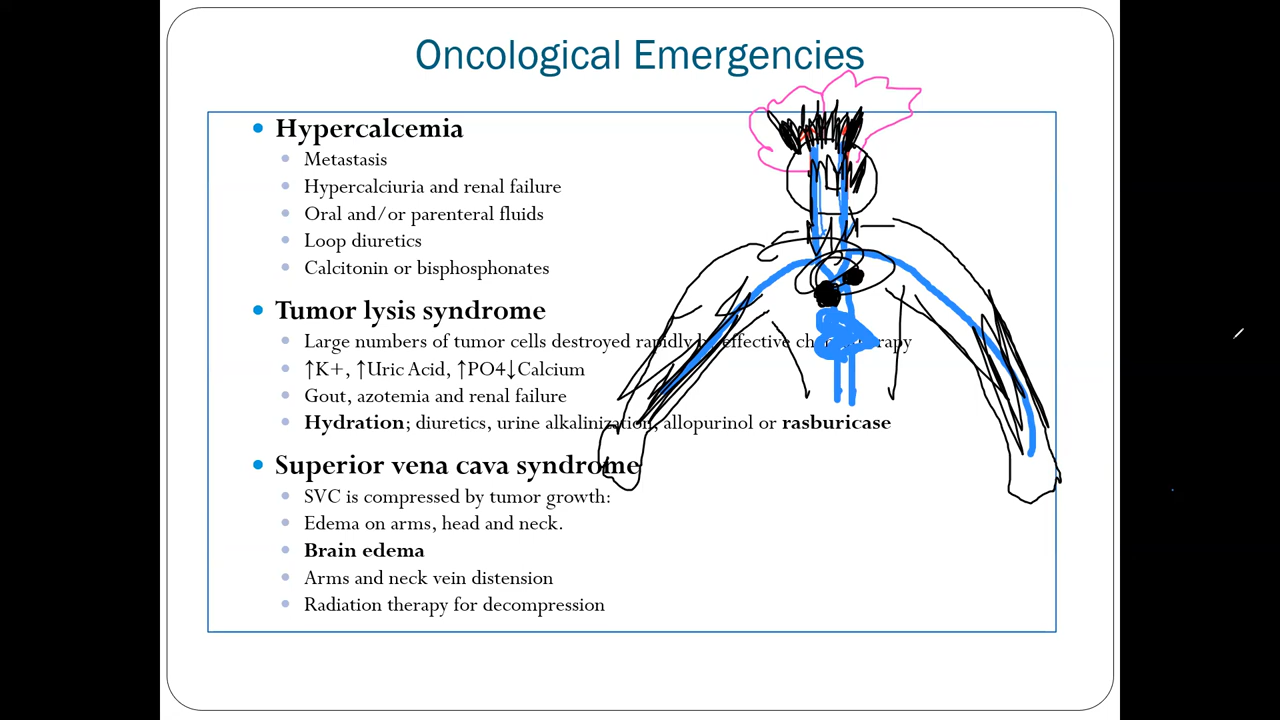 Oncological Emergencies
Hypercalcemia
Metastasis
Hypercalciuria and renal failure
Oral and/or parenteral fluids
Loop diuretics
Calcitonin or bisphosphonates
Tumor lysis syndrome
Large numbers of tumor cells destroyed rapidly by effective chemotherapy
↑K+, ↑Uric Acid, ↑PO4↓Calcium
Gout, azotemia and renal failure
Hydration; diuretics, urine alkalinization, allopurinol or rasburicase
Superior vena cava syndrome
SVC is compressed by tumor growth:
Edema on arms, head and neck.
Brain edema
Arms and neck vein distension
Radiation therapy for decompression